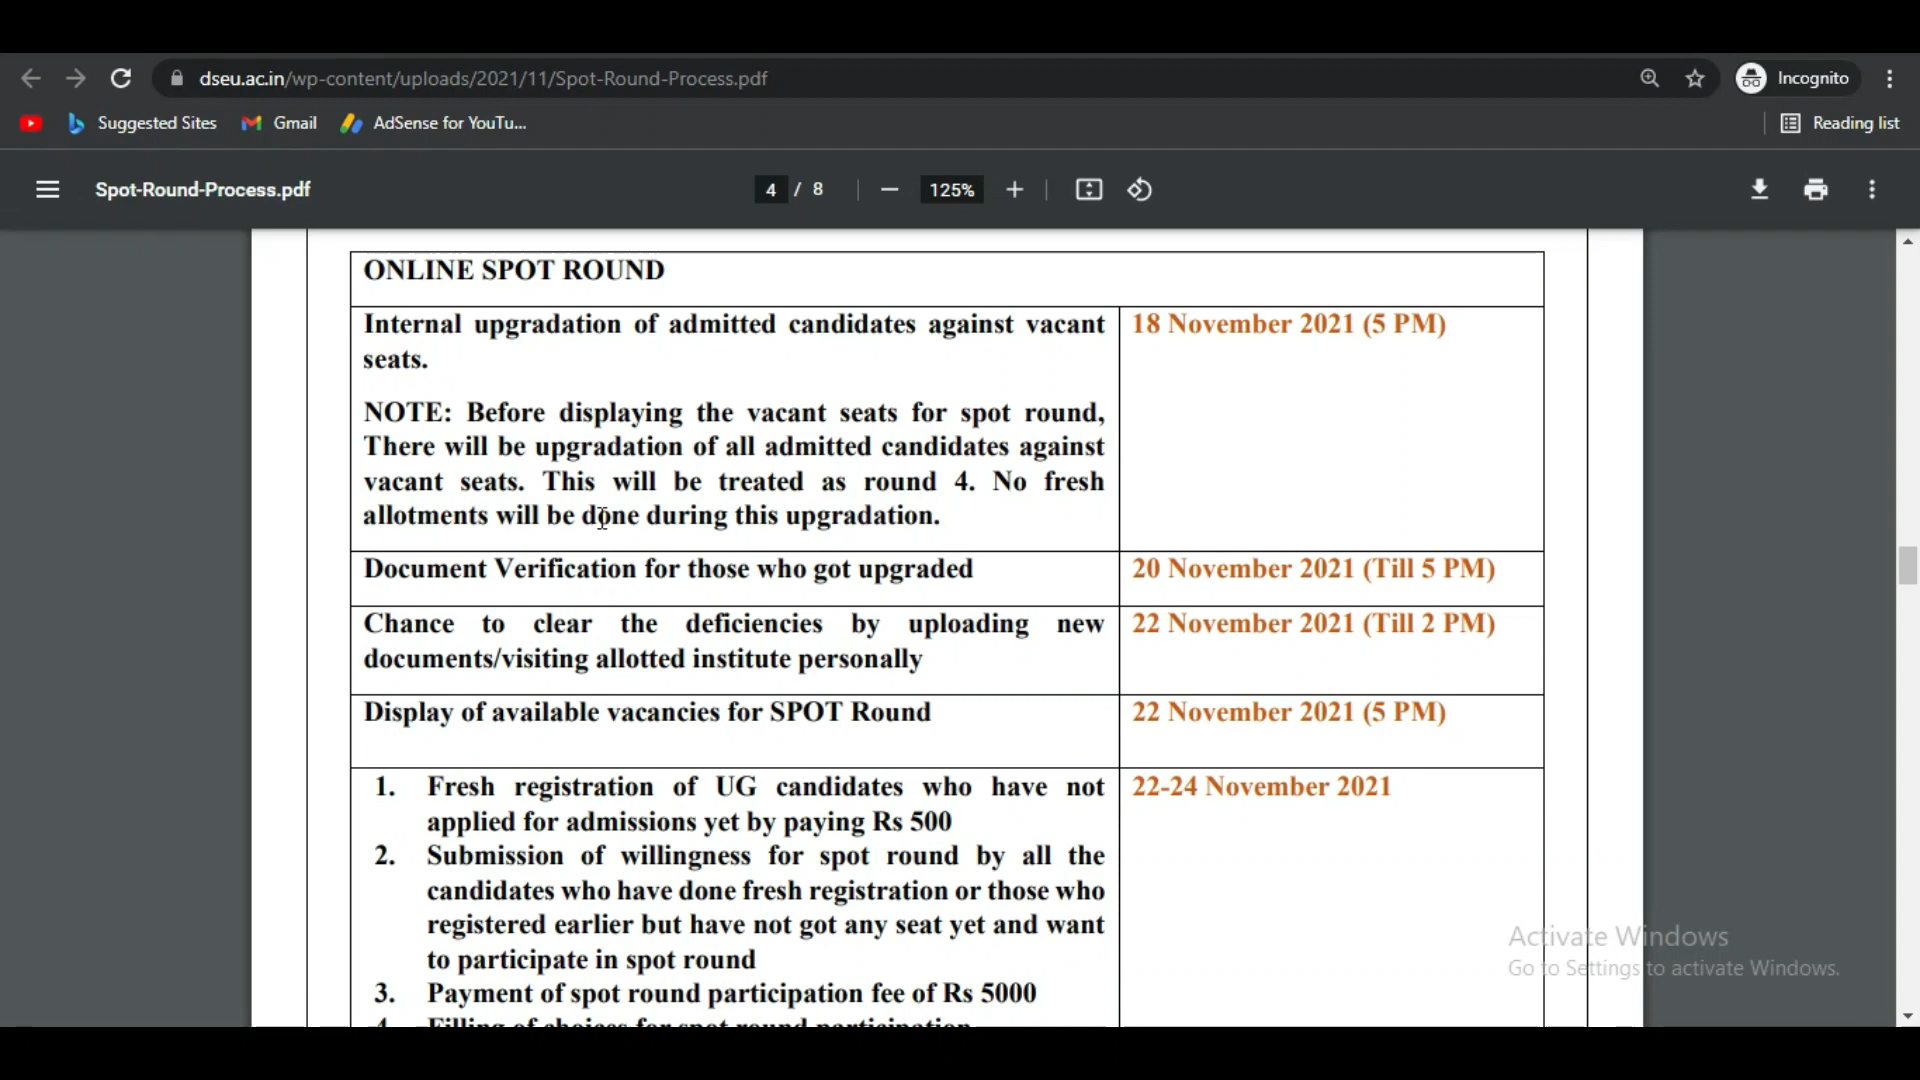 dseu.ac.in/wp-content/uploads/2021/11/Spot-Round-Process.pdf
Incognito
Suggested Sites
Gmail
AdSense for YouTu...
Reading list
Spot-Round-Process.pdf
4 / 8
125%
ONLINE SPOT ROUND
Internal upgradation of admitted candidates against vacant
seats.
18 November 2021 (5 PM)
NOTE: Before displaying the vacant seats for spot round,
There will be upgradation of all admitted candidates against
vacant seats. This will be treated as round 4. No fresh
allotments will be done during this upgradation.
Document Verification for those who got upgraded
20 November 2021 (Till 5 PM)
Chance to clear the deficiencies by uploading new
documents/visiting allotted institute personally
22 November 2021 (Till 2 PM)
Display of available vacancies for SPOT Round
22 November 2021 (5 PM)
1. Fresh registration of UG candidates who have not
applied for admissions yet by paying Rs 500
2. Submission of willingness for spot round by all the
candidates who have done fresh registration or those who
registered earlier but have not got any seat yet and want
to participate in spot round
3. Payment of spot round participation fee of Rs 5000
4. Filling of choices for spot round participation
22-24 November 2021
Activate Windows
Go to Settings to activate Windows.